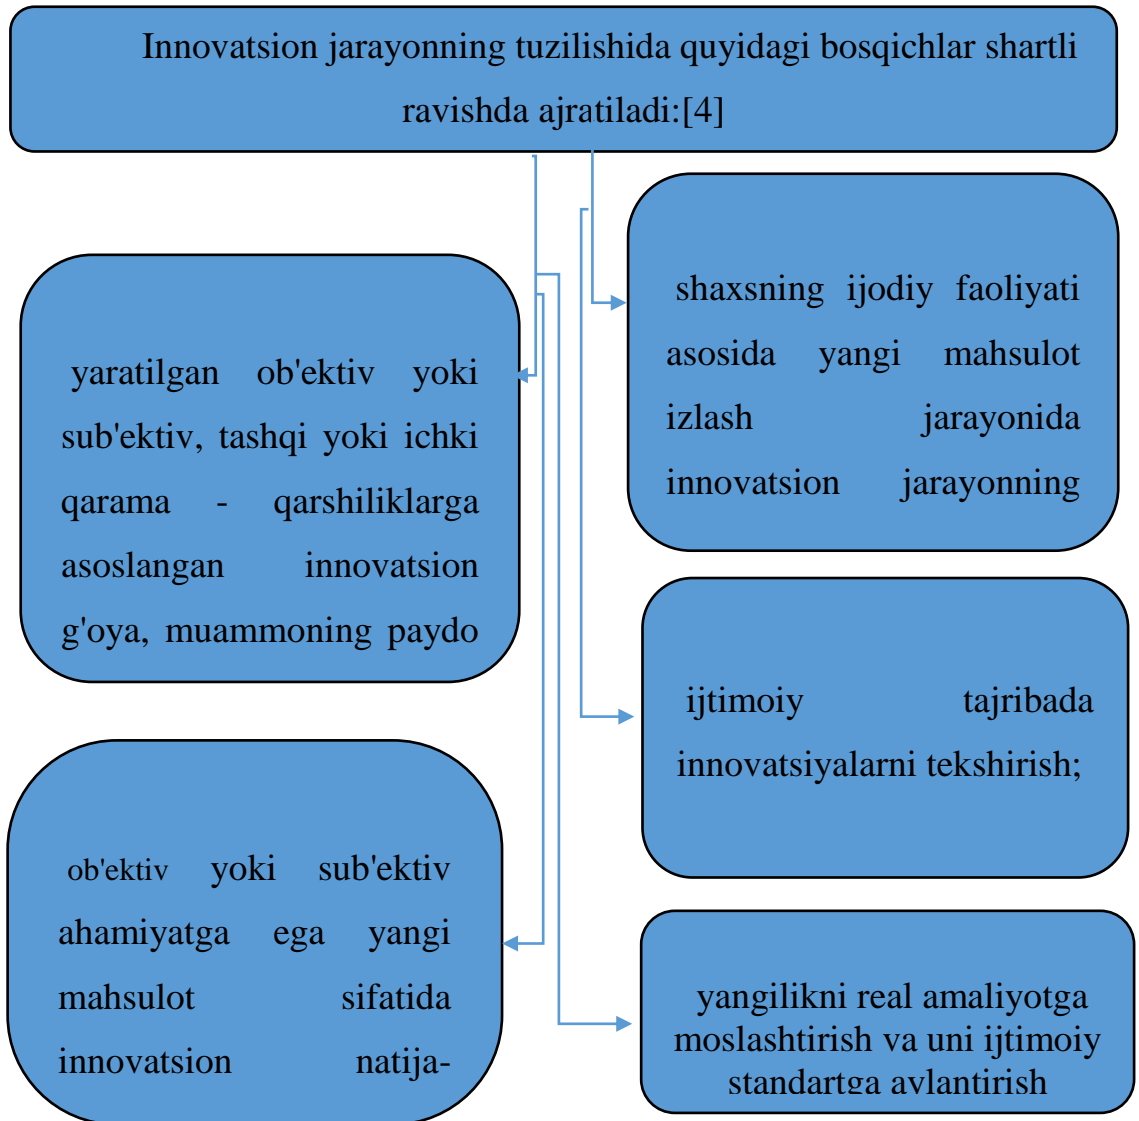 Innovatsion jarayonning tuzilishida quyidagi bosqichlar shartli
ravishda ajratiladi:[4]
yaratilgan ob'ektiv yoki
sub'ektiv, tashqi yoki ichki
qarama - qarshiliklarga
asoslangan innovatsion
g'oya, muammoning paydo
shaxsning ijodiy faoliyati
asosida yangi mahsulot
izlash jarayonida
innovatsion jarayonning
ijtimoiy tajribada
innovatsiyalarni tekshirish;
ob'ektiv yoki sub'ektiv
ahamiyatga ega yangi
mahsulot sifatida
innovatsion natija-
yangilikni real amaliyotga
moslashtirish va uni ijtimoiy
standartga aylantirish